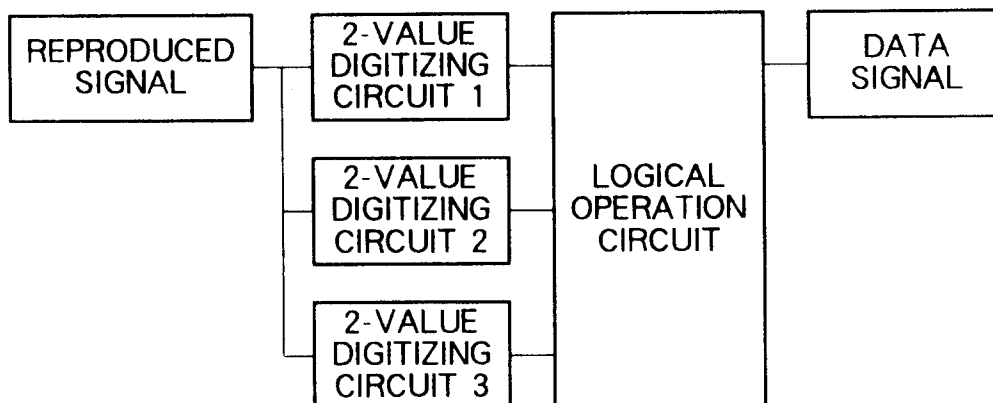 REPRODUCED
SIGNAL
2-VALUE
DIGITIZING
CIRCUIT 1
2-VALUE
DIGITIZING
CIRCUIT 2
2-VALUE
DIGITIZING
CIRCUIT 3
LOGICAL
OPERATION
CIRCUIT
DATA
SIGNAL